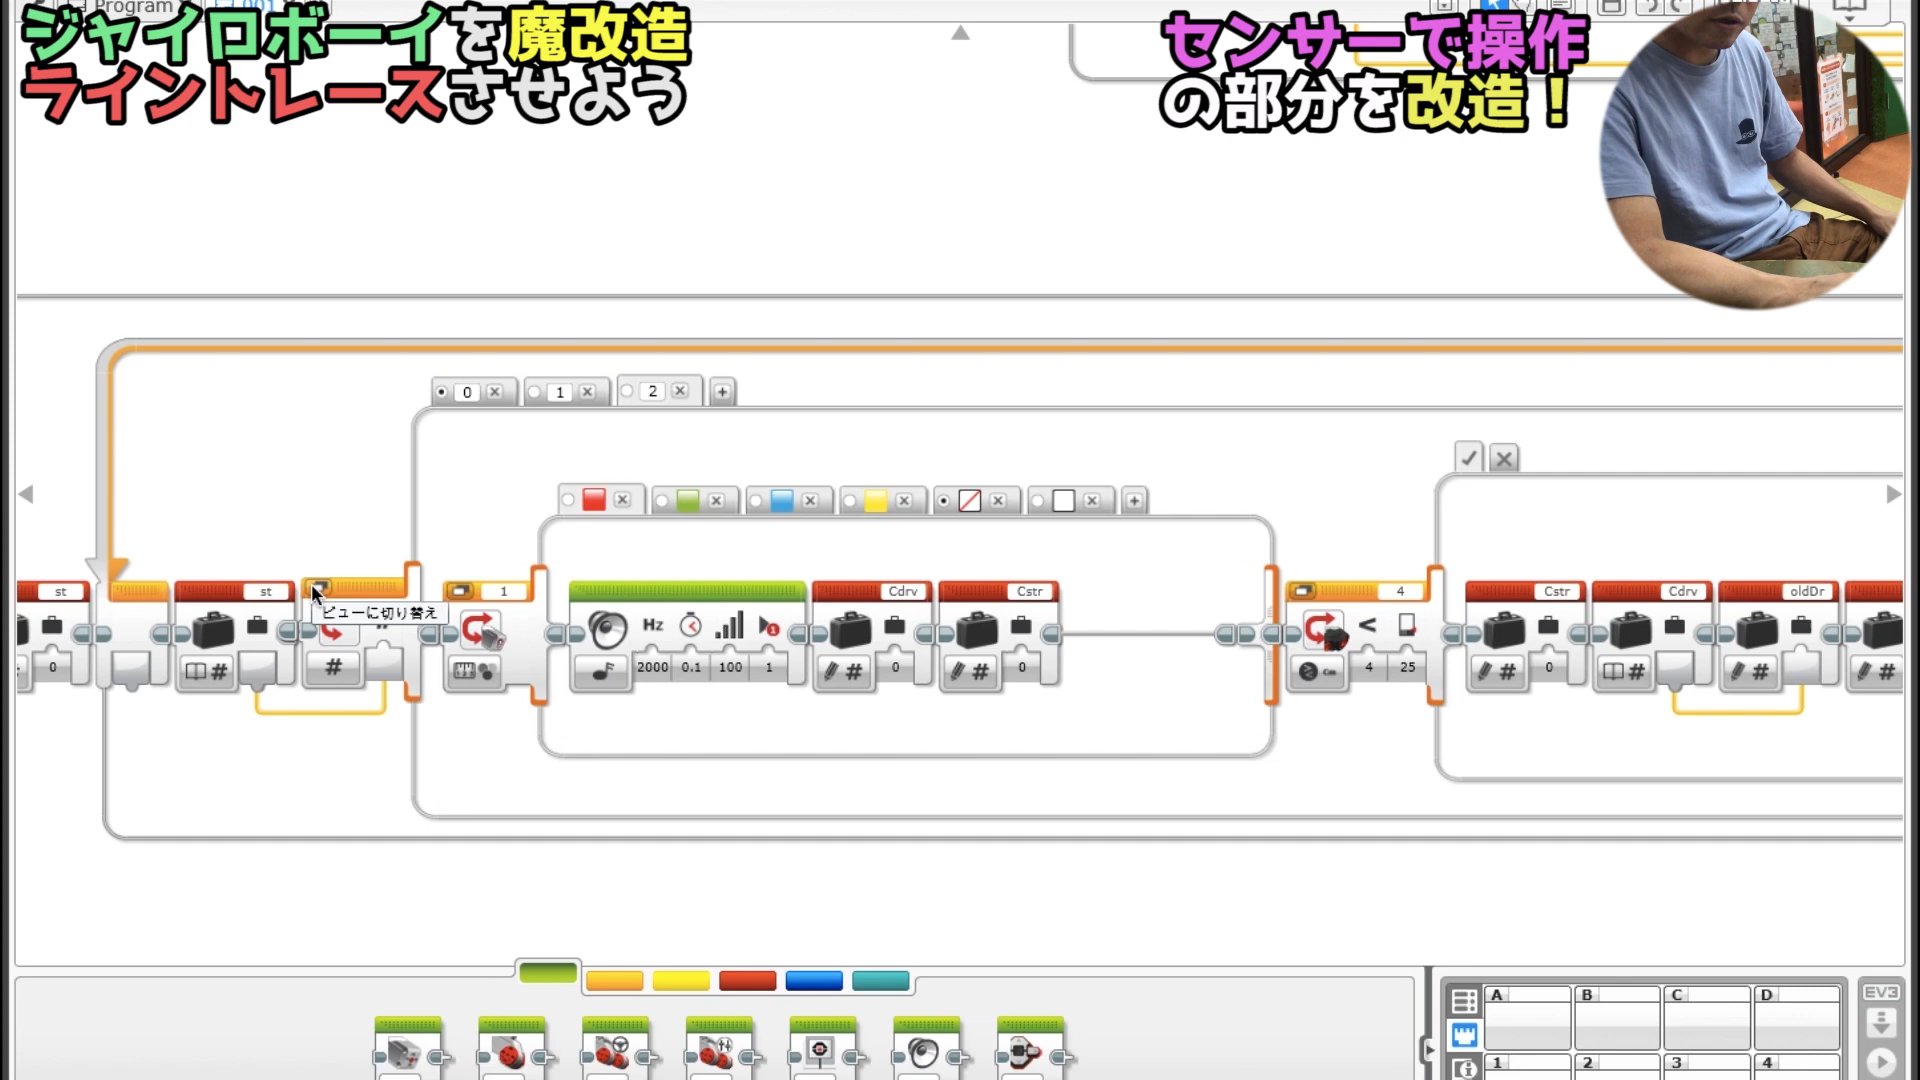 Program
001
ジャイロボーイを魔改造
ライントレースさせよう
センサーで操作
の部分を改造！
0
1
2
st
st
ビューに切り替え
1
Cdrv
Cstr
4
Cstr
Cdrv
oldDr
Hz
<
0
#
#
2000
0.1
100
1
#
0
#
0
cm
4
25
#
0
#
#
#
A
B
C
D
EV3
1
2
3
4